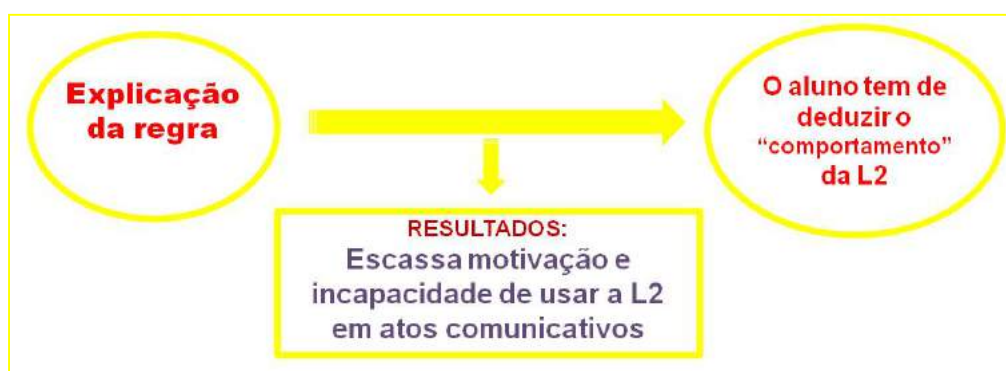 Explicação
da regra
O aluno tem de
deduzir o
“comportamento”
da L2
RESULTADOS:
Escassa motivação e
incapacidade de usar a L2
em atos comunicativos